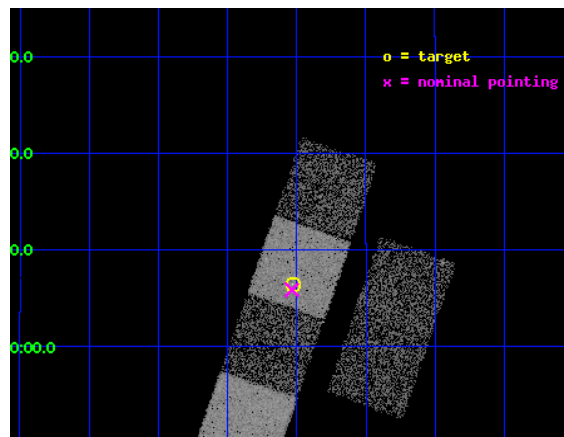 0.0
o = target
x = nominal pointing
0.0
0.0
0:00.0